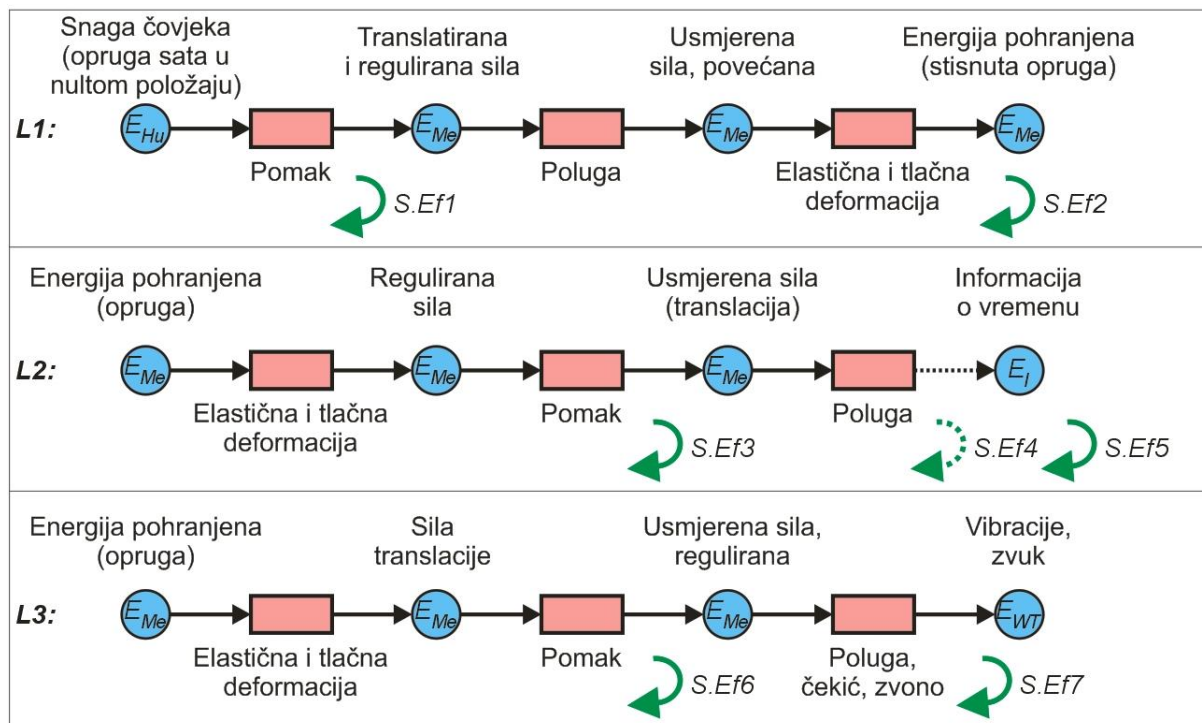 Snaga čovjeka
(opruga sata u
nultom položaju)
Translatirana
i regulirana sila
Usmjerena
sila, povećana
Energija pohranjena
(stisnuta opruga)
L1:
E_Hu
E_Me
E_Me
E_Me
Pomak
Poluga
Elastična i tlačna
deformacija
S.Ef1
S.Ef2
Energija pohranjena
(opruga)
Regulirana
sila
Usmjerena sila
(translacija)
Informacija
o vremenu
L2:
E_Me
E_Me
E_Me
E_I
Elastična i tlačna
deformacija
Pomak
Poluga
S.Ef3
S.Ef4
S.Ef5
Energija pohranjena
(opruga)
Sila
translacije
Usmjerena sila,
regulirana
Vibracije,
zvuk
L3:
E_Me
E_Me
E_Me
E_WT
Elastična i tlačna
deformacija
Pomak
Poluga,
čekić, zvono
S.Ef6
S.Ef7